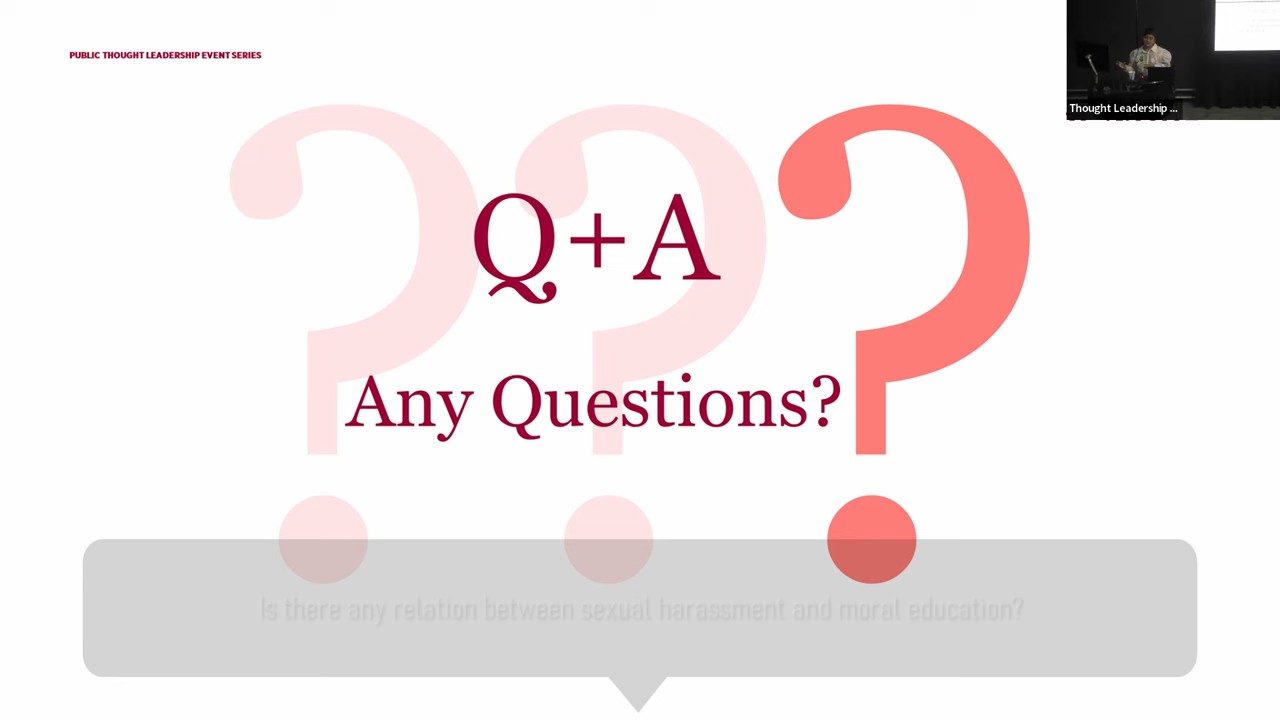 PUBLIC THOUGHT LEADERSHIP EVENT SERIES
Thought Leadership ...
Q+A
Any Questions?
Is there any relation between sexual harassment and moral education?